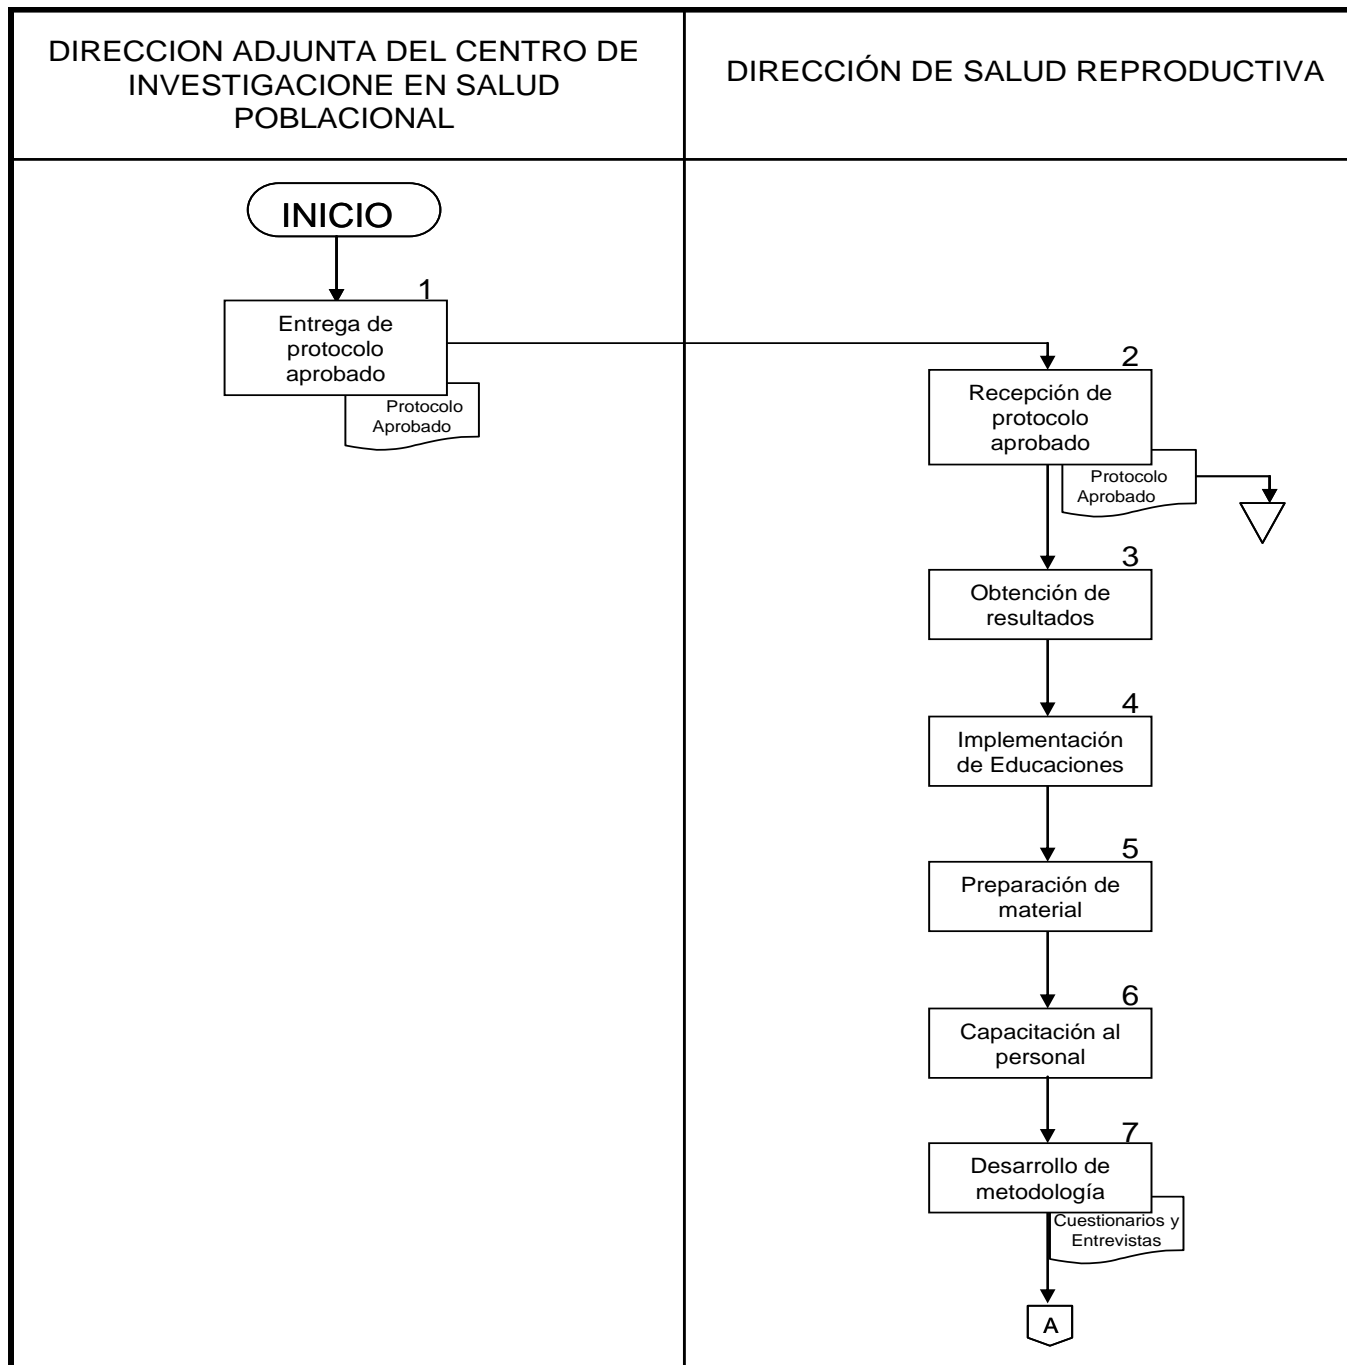 DIRECCION ADJUNTA DEL CENTRO DE
INVESTIGACIONE EN SALUD
POBLACIONAL
DIRECCIÓN DE SALUD REPRODUCTIVA
INICIO
1
Entrega de
protocolo
aprobado
Protocolo
Aprobado
2
Recepción de
protocolo
aprobado
Protocolo
Aprobado
3
Obtención de
resultados
4
Implementación
de Educaciones
5
Preparación de
material
6
Capacitación al
personal
7
Desarrollo de
metodología
Cuestionarios y
Entrevistas
A